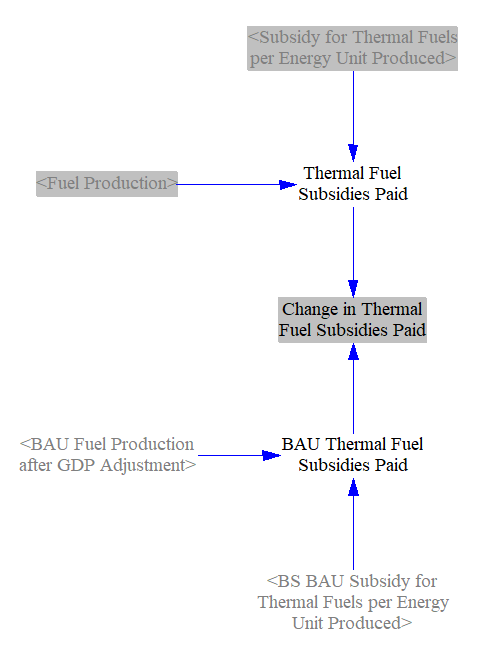 <Subsidy for Thermal Fuels
per Energy Unit Produced>
Thermal Fuel
Subsidies Paid
<Fuel Production>
Change in Thermal
Fuel Subsidies Paid
<BAU Fuel Production
after GDP Adjustment>
BAU Thermal Fuel
Subsidies Paid
<BS BAU Subsidy for
Thermal Fuels per Energy
Unit Produced>